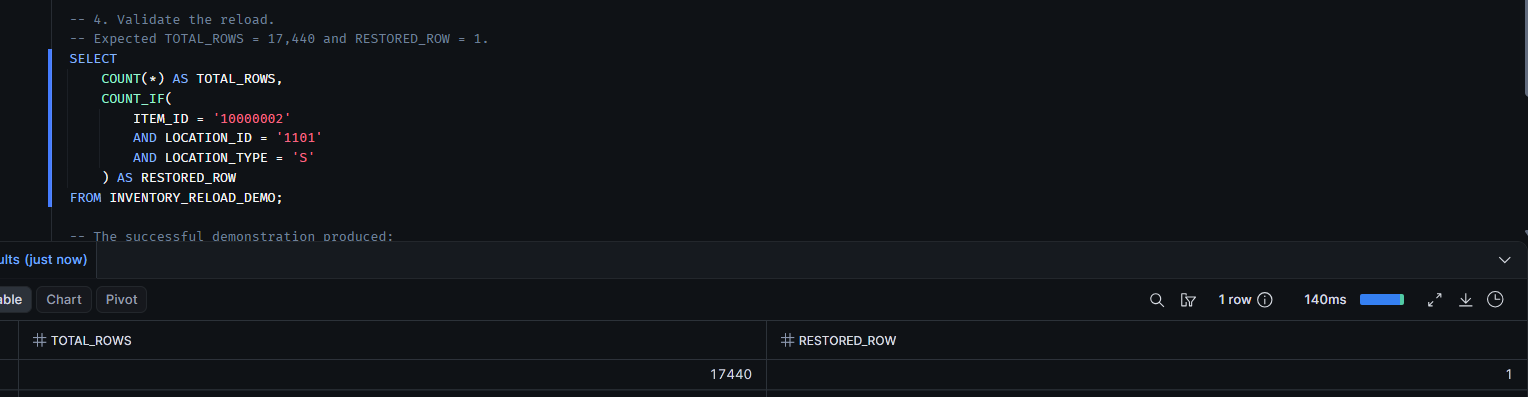 -- 4. Validate the reload.
-- Expected TOTAL_ROWS = 17,440 and RESTORED_ROW = 1.
SELECT
COUNT(*) AS TOTAL_ROWS,
COUNT_IF(
ITEM_ID = '10000002'
AND LOCATION_ID = '1101'
AND LOCATION_TYPE = 'S'
) AS RESTORED_ROW
FROM INVENTORY_RELOAD_DEMO;
-- The successful demonstration produced:
ults (just now)
able Chart Pivot 1 row 140ms
TOTAL_ROWS RESTORED_ROW
17440 1